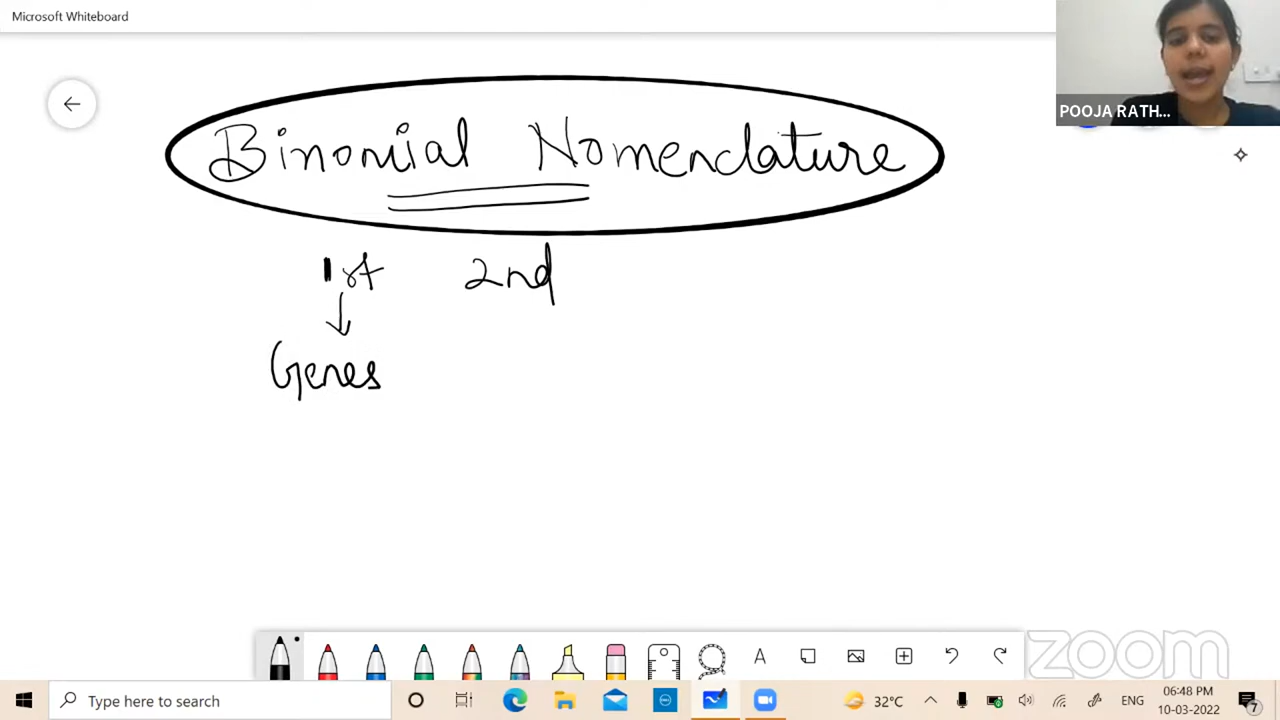 Microsoft Whiteboard
POOJA RATH...
Binomial Nomenclature
1st 2nd
Genes
zoom
Type here to search
32°C
ENG
06:48 PM
10-03-2022
7